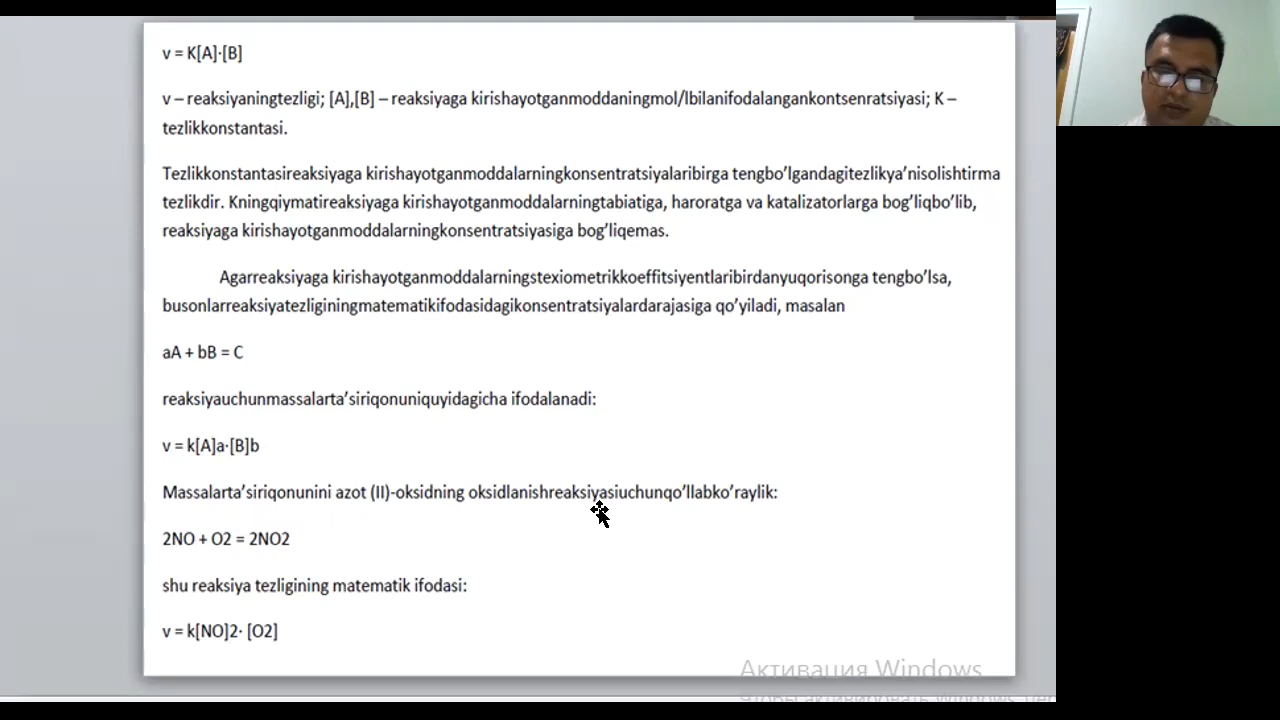 v = K[A]·[B]
v – reaksiyaningtezligi; [A],[B] – reaksiyaga kirishayotganmoddaningmol/lbilanifodalangankontsenratsiyasi; K –
tezlikkonstantasi.
Tezlikkonstantasireaksiyaga kirishayotganmoddalarningkonsentratsiyalaribirga tengbo’lgandagitezlikya’nisolishtirma
tezlikdir. Kningqiymatireaksiyaga kirishayotganmoddalarningtabiatiga, haroratga va katalizatorlarga bog’liqbo’lib,
reaksiyaga kirishayotganmoddalarningkonsentratsiyasiga bog’liqemas.
Agarreaksiyaga kirishayotganmoddalarningstexiometrikkoeffitsiyentlaribirdanyuqorisonga tengbo’lsa,
busonlarreaksiyatezliginingmatematikifodasidagikonsentratsiyalardarajasiga qo’yiladi, masalan
aA + bB = C
reaksiyauchunmassalarta’siriqonuniquyidagicha ifodalanadi:
v = k[A]a·[B]b
Massalarta’siriqonunini azot (II)-oksidning oksidlanishreaksiyasiuchunqo’llabko’raylik:
2NO + O2 = 2NO2
shu reaksiya tezligining matematik ifodasi:
v = k[NO]2· [O2]
Активация Windows